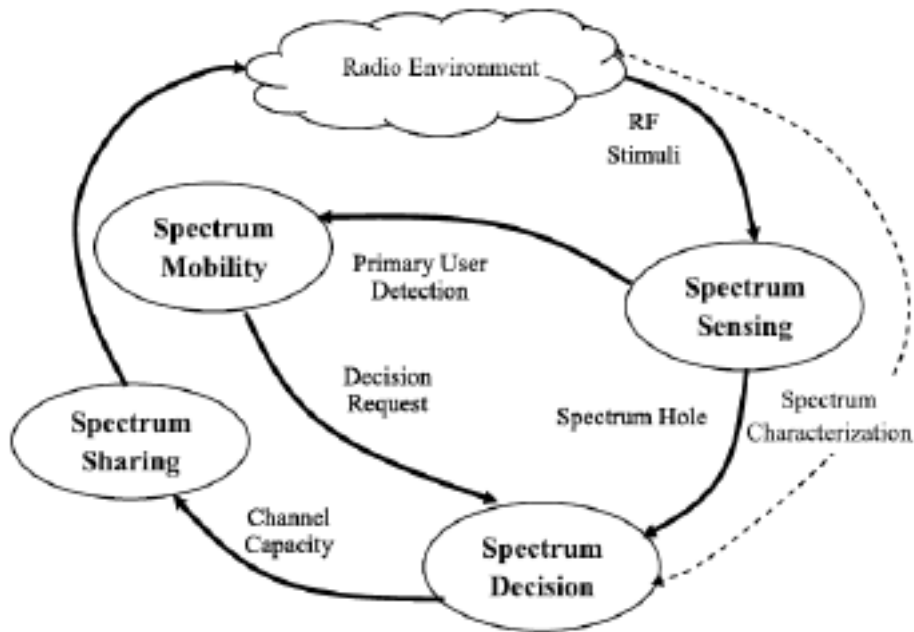 Radio Environment
RF
Stimuli
Spectrum
Mobility
Primary User
Detection
Spectrum
Sensing
Decision
Request
Spectrum Hole
Spectrum
Characterization
Spectrum
Sharing
Channel
Capacity
Spectrum
Decision